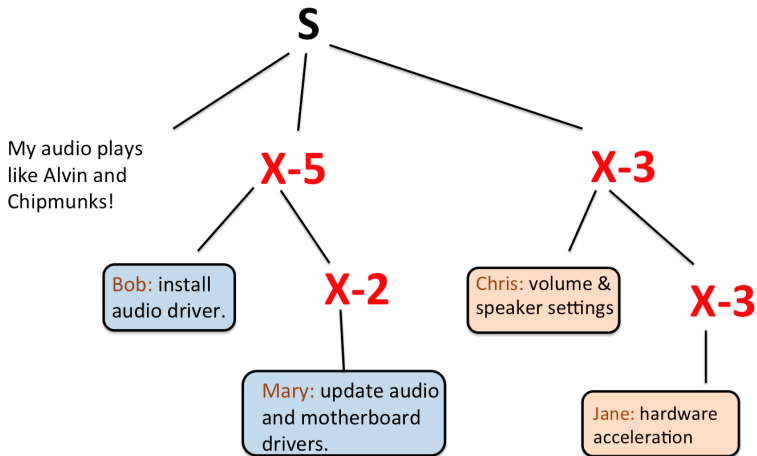 S
My audio plays
like Alvin and
Chipmunks!
X-5
X-3
Bob: install
audio driver.
X-2
Chris: volume &
speaker settings
X-3
Mary: update audio
and motherboard
drivers.
Jane: hardware
acceleration